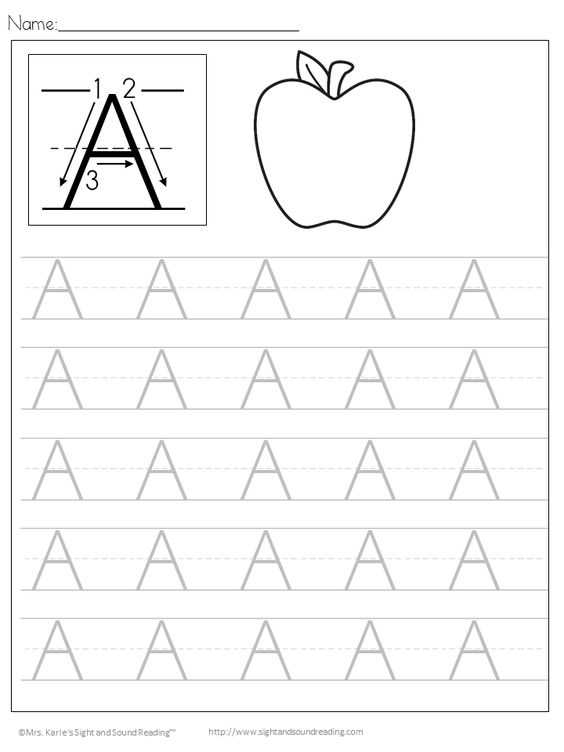 Name:
1 2
A
3
A A A A A
A A A A A
A A A A A
A A A A A
A A A A A
©Mrs. Karle's Sight and Sound Reading™ http://www.sightandsoundreading.com